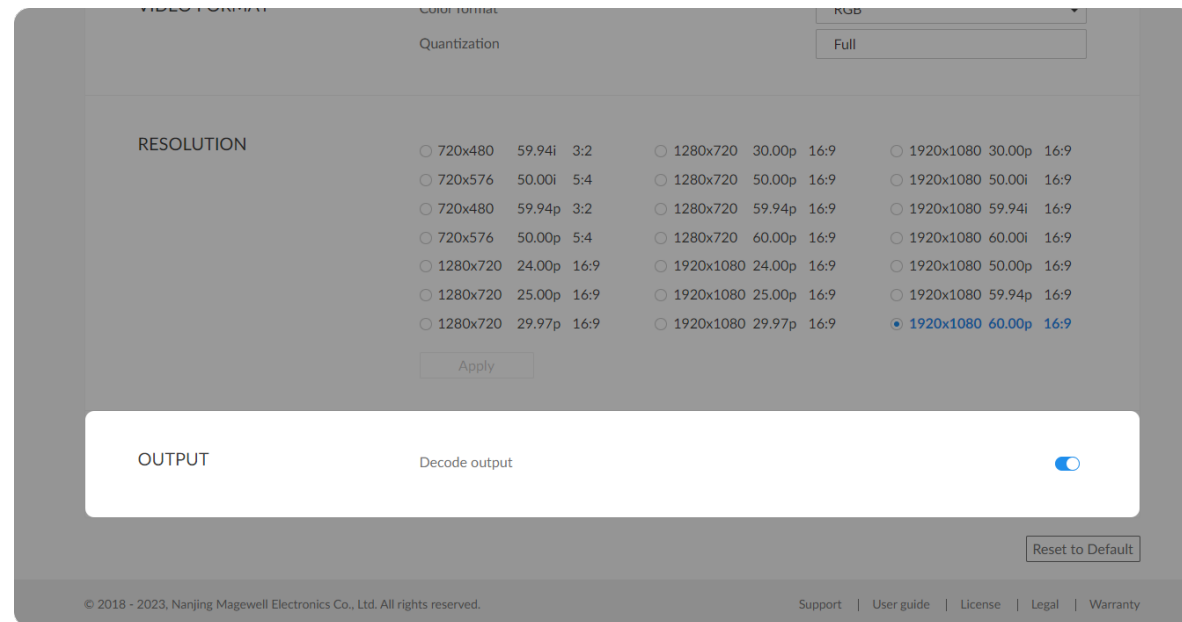 VIDEO FORMAT Color format RGB
Quantization Full
RESOLUTION
720x480 59.94i 3:2 1280x720 30.00p 16:9 1920x1080 30.00p 16:9
720x576 50.00i 5:4 1280x720 50.00p 16:9 1920x1080 50.00i 16:9
720x480 59.94p 3:2 1280x720 59.94p 16:9 1920x1080 59.94i 16:9
720x576 50.00p 5:4 1280x720 60.00p 16:9 1920x1080 60.00i 16:9
1280x720 24.00p 16:9 1920x1080 24.00p 16:9 1920x1080 50.00p 16:9
1280x720 25.00p 16:9 1920x1080 25.00p 16:9 1920x1080 59.94p 16:9
1280x720 29.97p 16:9 1920x1080 29.97p 16:9 1920x1080 60.00p 16:9
Apply
OUTPUT Decode output
Reset to Default
© 2018 - 2023, Nanjing Magewell Electronics Co., Ltd. All rights reserved. Support | User guide | License | Legal | Warranty